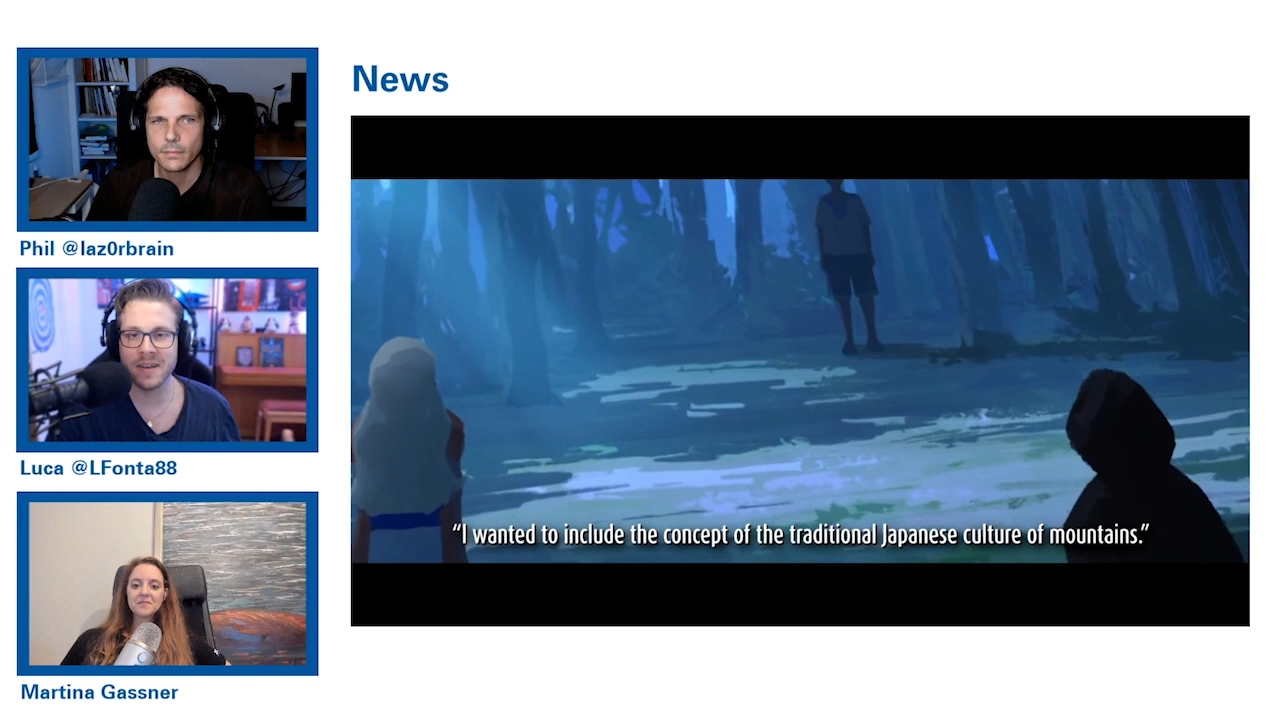 News
Phil @laz0rbrain
Luca @LFonta88
Martina Gassner
“I wanted to include the concept of the traditional Japanese culture of mountains.”